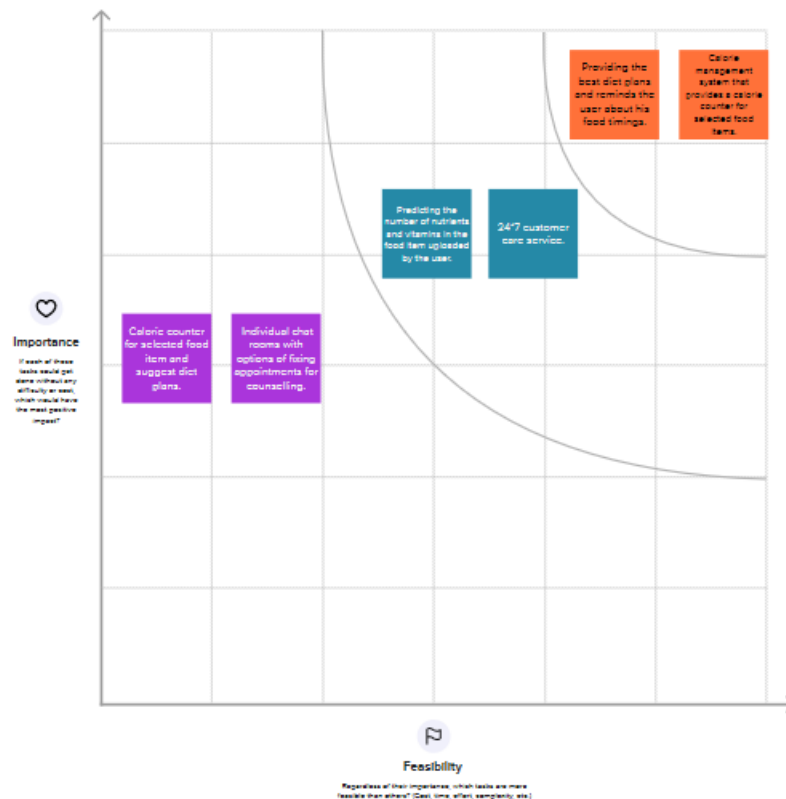 Providing the
best diet plans
and reminds the
user about his
food timings.
Calorie
management
system that
provides a calorie
counter for
selected food
items.
Predicting the
number of nutrients
and vitamins in the
food item uploaded
by the user.
24*7 customer
care service.
Calorie counter
for selected food
item and
suggest diet
plans.
Individual chat
rooms with
options of fixing
appointments for
counselling.
Importance
If each of these
tasks could get
done without any
difficulty or cost,
which would have
the most positive
impact?
Feasibility
Regardless of their importance, which tasks are more
feasible than others? (Cost, time, effort, complexity, etc.)